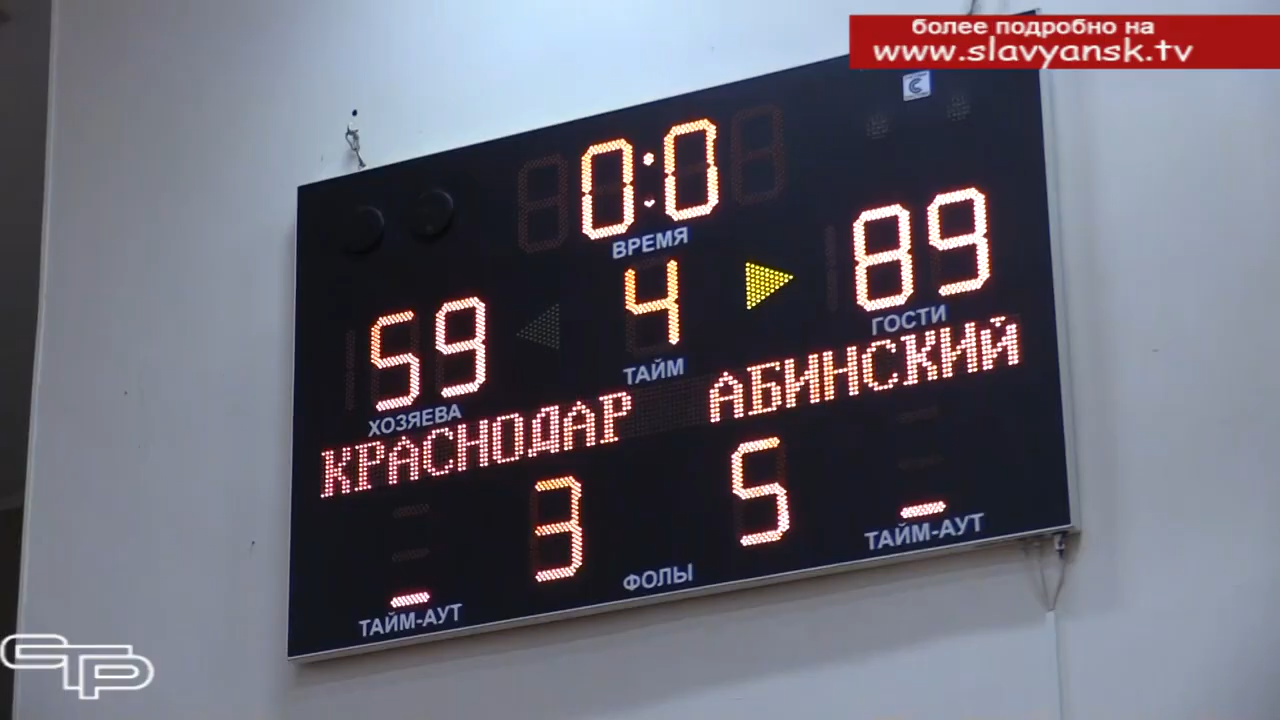 более подробно на
www.slavyansk.tv
0:0
ВРЕМЯ
59
4
89
ХОЗЯЕВА
ТАЙМ
ГОСТИ
КРАСНОДАР АБИНСКИЙ
3
5
ТАЙМ-АУТ
ФОЛЫ
ТАЙМ-АУТ
СТР